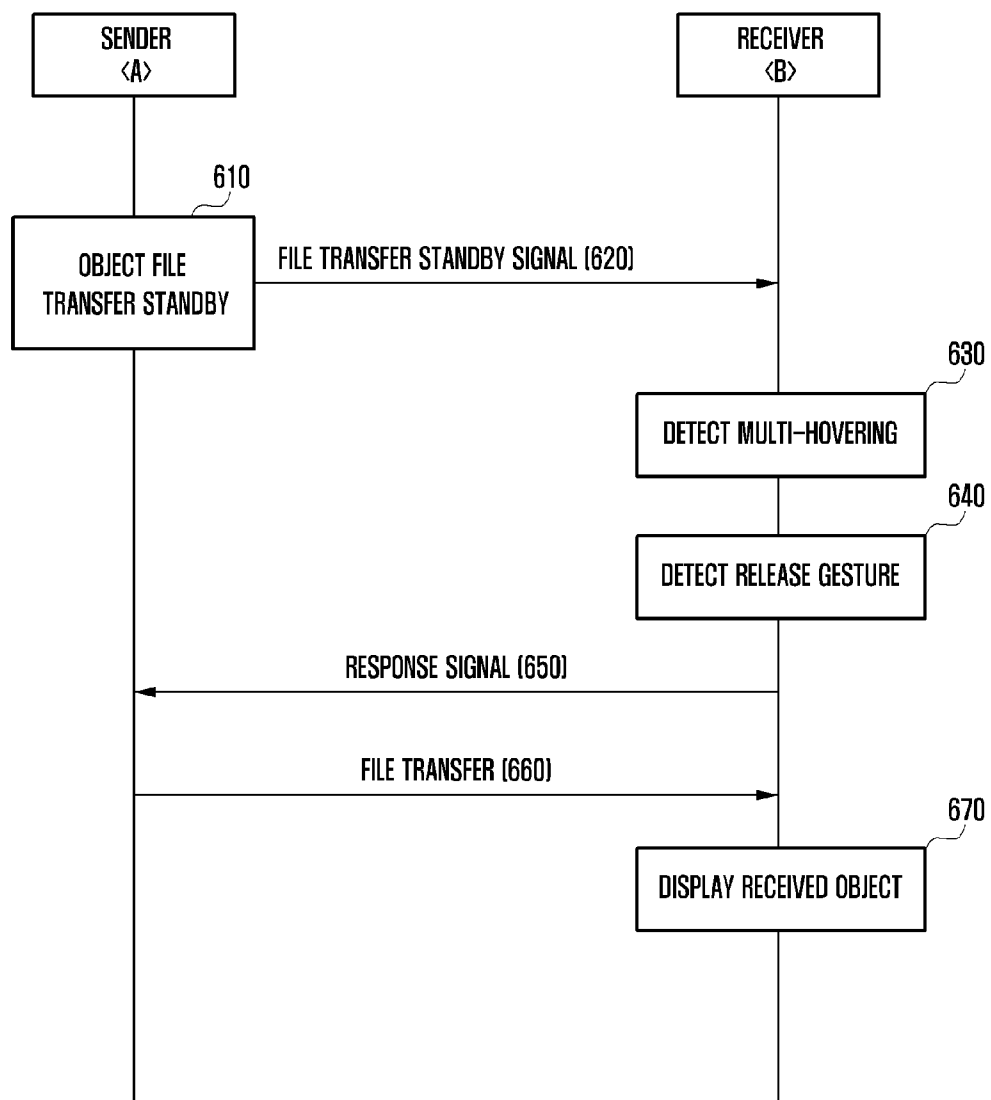 SENDER
<A>
RECEIVER
<B>
610
OBJECT FILE
TRANSFER STANDBY
FILE TRANSFER STANDBY SIGNAL (620)
630
DETECT MULTI-HOVERING
640
DETECT RELEASE GESTURE
RESPONSE SIGNAL (650)
FILE TRANSFER (660)
670
DISPLAY RECEIVED OBJECT